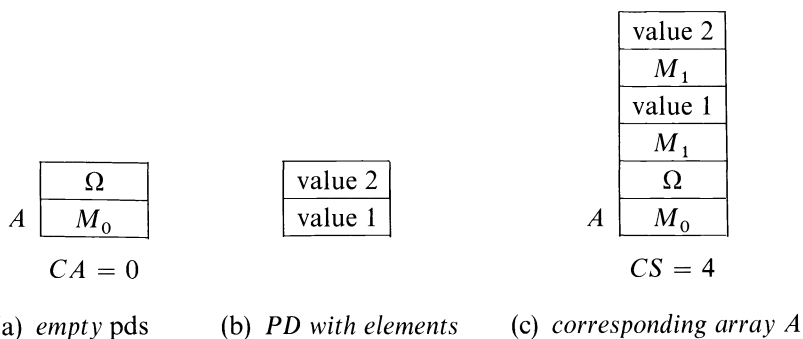 value 2
M₁
value 1
M₁
Ω value 2 Ω
A M₀ value 1 A M₀
CA = 0 CS = 4
a) empty pds (b) PD with elements (c) corresponding array A